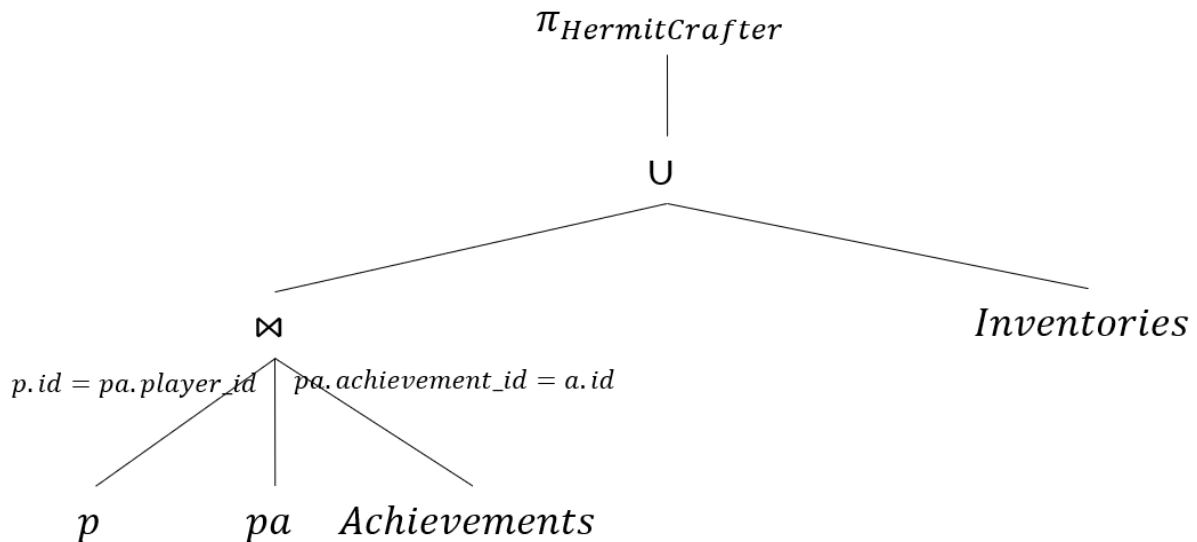 π_HermitCrafter
∪
⋈
Inventories
p.id = pa.player_id
pa.achievement_id = a.id
p
pa
Achievements